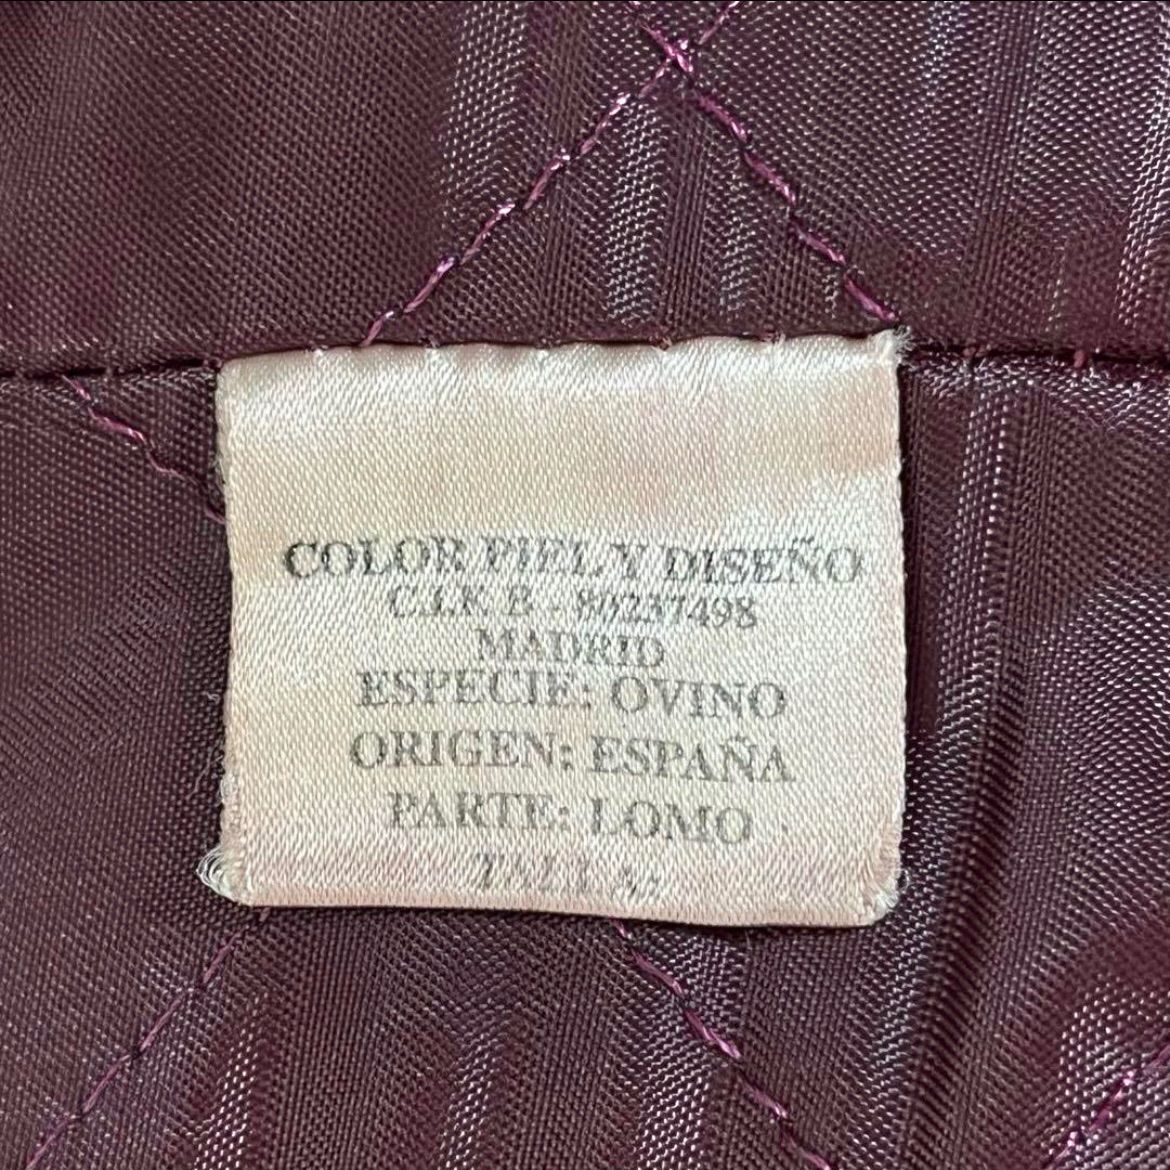 COLOR PIEL Y DISEÑO
C.I.F. B - 80237498
MADRID
ESPECIE: OVINO
ORIGEN: ESPAÑA
PARTE: LOMO